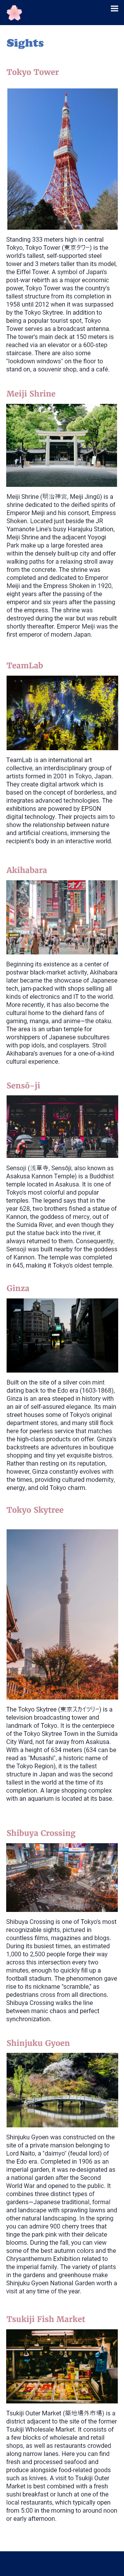 Sights
Tokyo Tower
Standing 333 meters high in central
Tokyo, Tokyo Tower (東京タワー) is the
world's tallest, self-supported steel
tower and 3 meters taller than its model,
the Eiffel Tower. A symbol of Japan's
post-war rebirth as a major economic
power, Tokyo Tower was the country's
tallest structure from its completion in
1958 until 2012 when it was surpassed
by the Tokyo Skytree. In addition to
being a popular tourist spot, Tokyo
Tower serves as a broadcast antenna.
The tower's main deck at 150 meters is
reached via an elevator or a 600-step
staircase. There are also some
"lookdown windows" on the floor to
stand on, a souvenir shop, and a café.
Meiji Shrine
Meiji Shrine (明治神宮, Meiji Jingū) is a
shrine dedicated to the deified spirits of
Emperor Meiji and his consort, Empress
Shoken. Located just beside the JR
Yamanote Line's busy Harajuku Station,
Meiji Shrine and the adjacent Yoyogi
Park make up a large forested area
within the densely built-up city and offer
walking paths for a relaxing stroll away
from the concrete. The shrine was
completed and dedicated to Emperor
Meiji and the Empress Shoken in 1920,
eight years after the passing of the
emperor and six years after the passing
of the empress. The shrine was
destroyed during the war but was rebuilt
shortly thereafter. Emperor Meiji was the
first emperor of modern Japan.
TeamLab
TeamLab is an international art
collective, an interdisciplinary group of
artists formed in 2001 in Tokyo, Japan.
They create digital artwork which is
based on the concept of borderless, and
integrates advanced technologies. The
exhibitions are powered by EPSON
digital technology. Their projects aim to
show the relationship between nature
and artificial creations, immersing the
recipient's body in an interactive world.
Akihabara
Beginning its existence as a center of
postwar black-market activity, Akihabara
later became the showcase of Japanese
tech, jam-packed with shops selling all
kinds of electronics and IT to the world.
More recently, it has also become the
cultural home to the die­hard fans of
gaming, manga, and anime—the otaku.
The area is an urban temple for
worshippers of Japanese subcultures
with pop idols, and cosplayers. Stroll
Akihabara's avenues for a one-of-a-kind
cultural experience.
Sensō-ji
Sensoji (浅草寺, Sensōji, also known as
Asakusa Kannon Temple) is a Buddhist
temple located in Asakusa. It is one of
Tokyo's most colorful and popular
temples. The legend says that in the
year 628, two brothers fished a statue of
Kannon, the goddess of mercy, out of
the Sumida River, and even though they
put the statue back into the river, it
always returned to them. Consequently,
Sensoji was built nearby for the goddess
of Kannon. The temple was completed
in 645, making it Tokyo's oldest temple.
Ginza
Built on the site of a silver coin mint
dating back to the Edo era (1603-1868),
Ginza is an area steeped in history with
an air of self-assured elegance. Its main
street houses some of Tokyo's original
department stores, and many still flock
here for peerless service that matches
the high-class products on offer. Ginza's
backstreets are adventures in boutique
shopping and tiny yet exquisite bistros.
Rather than resting on its reputation,
however, Ginza constantly evolves with
the times, providing cultured modernity,
energy, and old Tokyo charm.
Tokyo Skytree
The Tokyo Skytree (東京スカイツリー) is a
television broadcasting tower and
landmark of Tokyo. It is the centerpiece
of the Tokyo Skytree Town in the Sumida
City Ward, not far away from Asakusa.
With a height of 634 meters (634 can be
read as "Musashi", a historic name of
the Tokyo Region), it is the tallest
structure in Japan and was the second
tallest in the world at the time of its
completion. A large shopping complex
with an aquarium is located at its base.
Shibuya Crossing
Shibuya Crossing is one of Tokyo's most
recognizable sights, pictured in
countless films, magazines and blogs.
During its busiest times, an estimated
1,000 to 2,500 people forge their way
across this intersection every two
minutes, enough to quickly fill up a
football stadium. The phenomenon gave
rise to its nickname "scramble," as
pedestrians cross from all directions.
Shibuya Crossing walks the line
between manic chaos and perfect
synchronization.
Shinjuku Gyoen
Shinjuku Gyoen was constructed on the
site of a private mansion belonging to
Lord Naito, a "daimyo" (feudal lord) of
the Edo era. Completed in 1906 as an
imperial garden, it was re-designated as
a national garden after the Second
World War and opened to the public. It
combines three distinct types of
gardens—Japanese traditional, formal
and landscape with sprawling lawns and
other natural landscaping. In the spring
you can admire 900 cherry trees that
tinge the park with their delicate
blooms. During the fall, you can view
some of the best autumn colors and the
Chrysanthemum Exhibition related to
the imperial family. The variety of plants
in the gardens and greenhouse make
Shinjuku Gyoen National Garden worth a
visit at any time of the year.
Tsukiji Fish Market
Tsukiji Outer Market (築地場外市場) is a
district adjacent to the site of the former
Tsukiji Wholesale Market. It consists of
a few blocks of wholesale and retail
shops, as well as restaurants crowded
along narrow lanes. Here you can find
fresh and processed seafood and
produce alongside food-related goods
such as knives. A visit to Tsukiji Outer
Market is best combined with a fresh
sushi breakfast or lunch at one of the
local restaurants, which typically open
from 5:00 in the morning to around noon
or early afternoon.